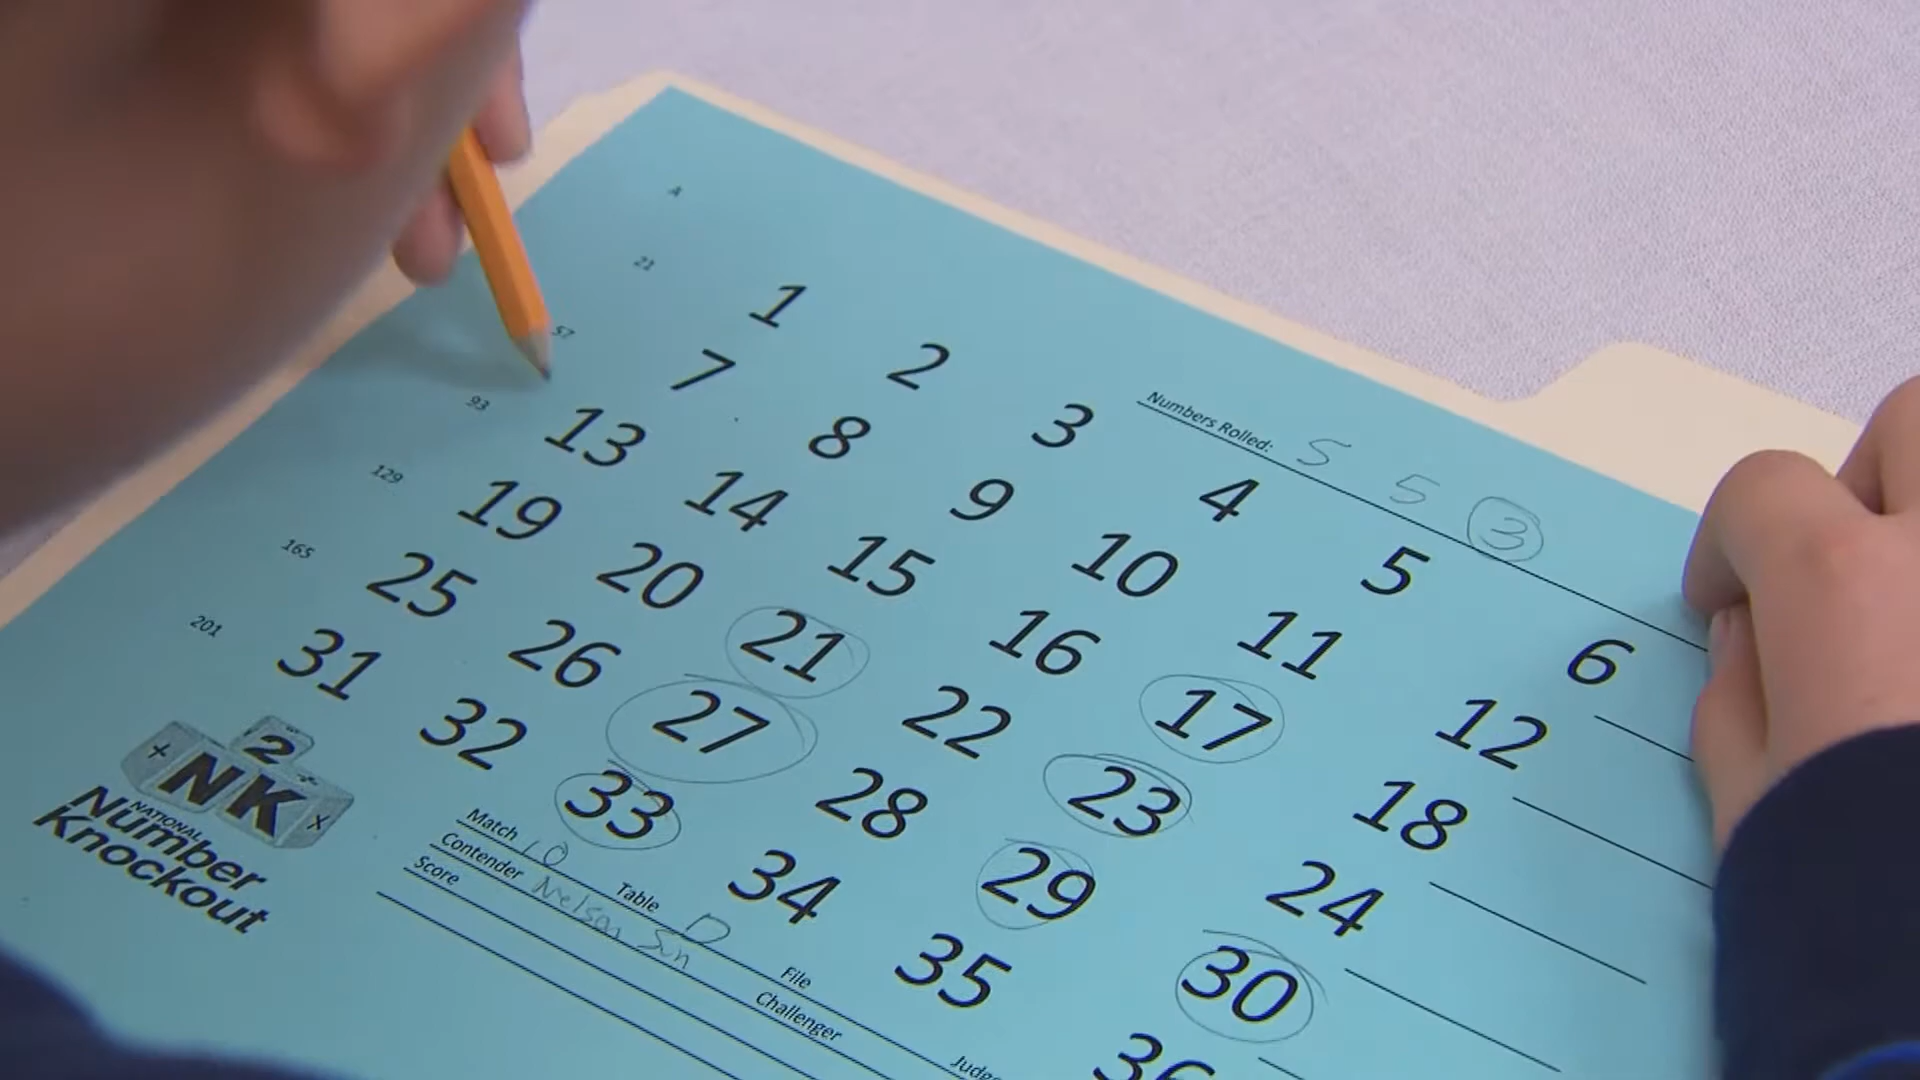 A
Numbers Rolled: 5 5 3
21 1 2 3 4 5 6
57 7 8 9 10 11 12
93 13 14 15 16 17 18
129 19 20 21 22 23 24
165 25 26 27 28 29 30
201 31 32 33 34 35 36
+ 2 ÷
NK x
NATIONAL
Number
Knockout
Match 10 Table D File
Contender Nelson Challenger
Score